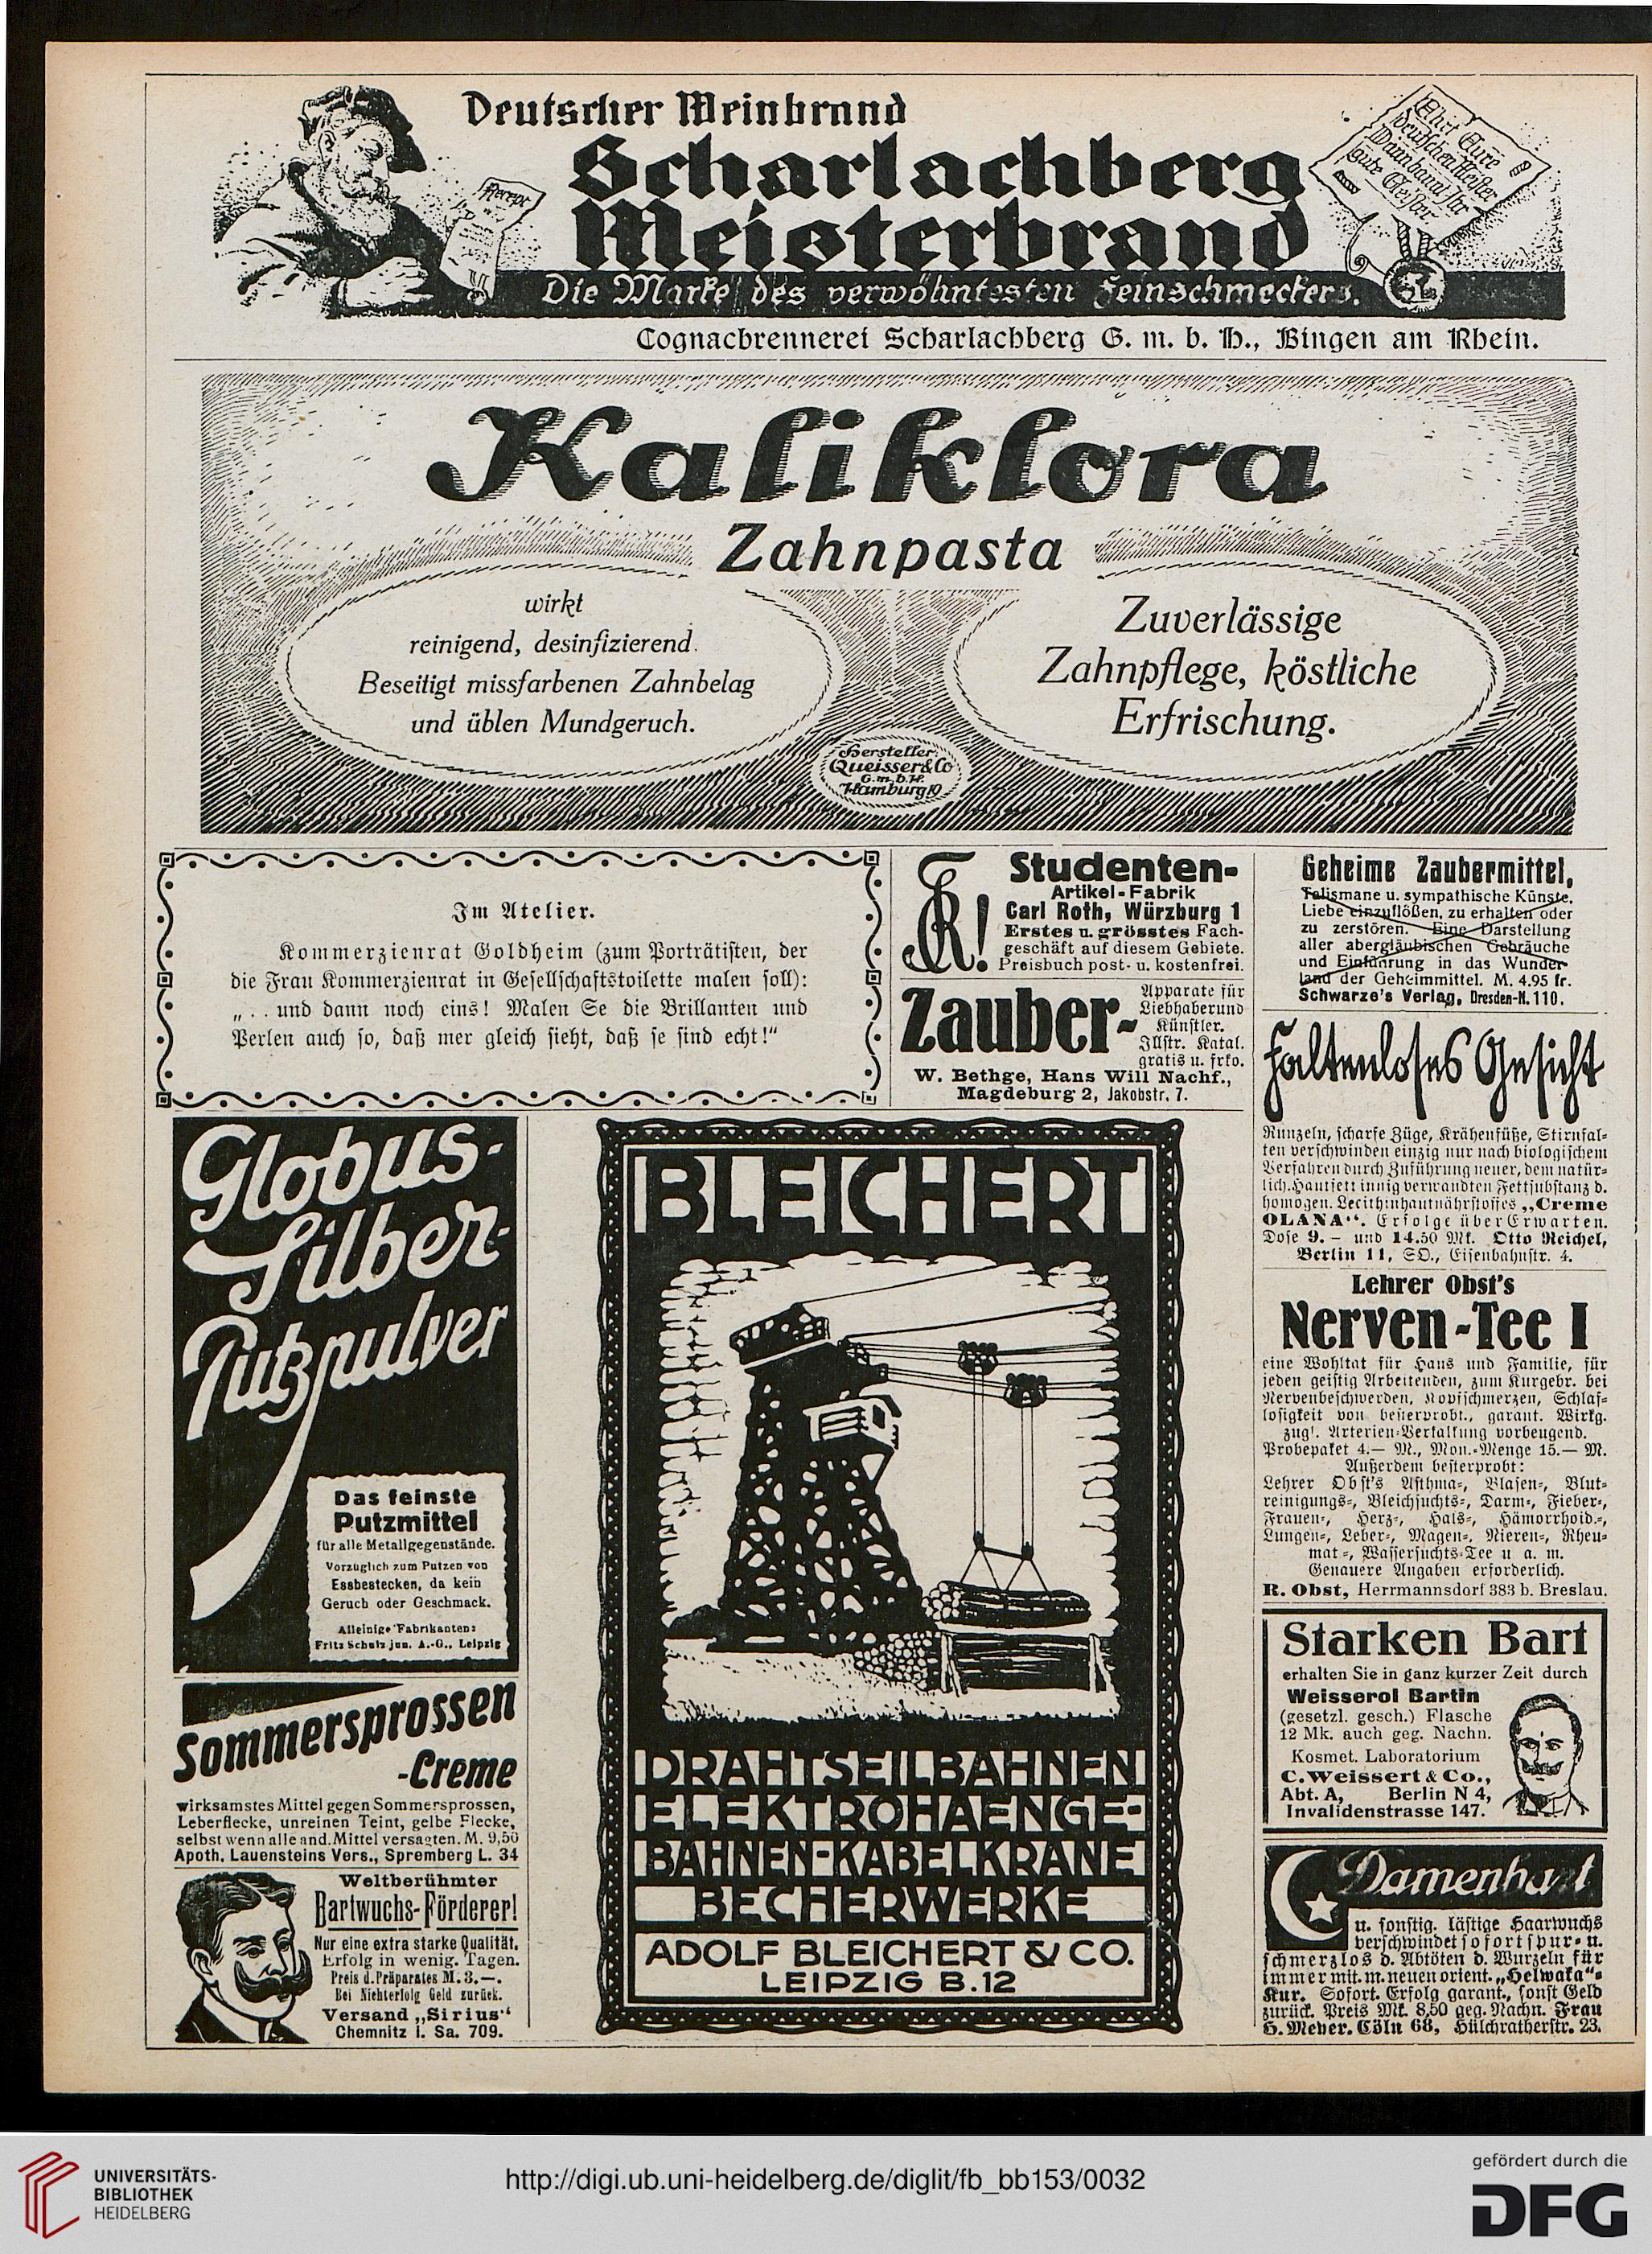 Deutscher Weinbrand
Scharlachberg
Meisterbrand
Recept
Ehrt Eure
deutschen Meister
Dann bannt Ihr
gute Geister
Die Marke des verwöhntesten Feinschmeckers.
Cognacbrennerei Scharlachberg G. m. b. H., Bingen am Rhein.
Kaliklora
Zahnpasta
wirkt
reinigend, desinfizierend.
Beseitigt missfarbenen Zahnbelag
und üblen Mundgeruch.
Zuverlässige
Zahnpflege, köstliche
Erfrischung.
Hersteller:
Queisser & Co
G.m.b.H.
Hamburg 19
Im Atelier.
Kommerzienrat Goldheim (zum Porträtisten, der
die Frau Kommerzienrat in Gesellschaftstoilette malen soll):
„. . und dann noch eins! Malen Se die Brillanten und
Perlen auch so, daß mer gleich sieht, daß se sind echt!“
Studenten-
Artikel-Fabrik
Carl Roth, Würzburg 1
Erstes u. grösstes Fach-
geschäft auf diesem Gebiete.
Preisbuch post- u. kostenfrei.
Zauber-
Apparate für
Liebhaber und
Künstler.
Illstr. Katal.
gratis u. frko.
W. Bethge, Hans Will Nachf.,
Magdeburg 2, Jakobstr. 7.
Geheime Zaubermittel,
Talismane u. sympathische Künste,
Liebe einzuflößen, zu erhalten oder
zu zerstören. Eine Darstellung
aller abergläubischen Gebräuche
und Einführung in das Wunder-
land der Geheimmittel. M. 4.95 fr.
Schwarze's Verlag, Dresden-N. 110.
Faltenloses Gesicht
Runzeln, scharfe Züge, Krähenfüße, Stirnfal-
ten verschwinden einzig nur nach biologischem
Verfahren durch Zuführung neuer, dem natür-
lich. Hautfett innig verwandten Fettsubstanz d.
homogen. Lecithinhautnährstoffes „Creme
OLANA“. Erfolge über Erwarten.
Dose 9.– und 14.50 Mk. Otto Reichel,
Berlin 11, SO., Eisenbahnstr. 4.
Globus-
Silber-
Putzpulver
Das feinste
Putzmittel
für alle Metallgegenstände.
Vorzüglich zum Putzen von
Essbestecken, da kein
Geruch oder Geschmack.
Alleinige Fabrikanten:
Fritz Schulz jun. A.-G., Leipzig
BLEICHERT
DRAHTSEILBAHNEN
ELEKTROHAENGE-
BAHNEN-KABELKRANE
BECHERWERKE
ADOLF BLEICHERT & CO.
LEIPZIG B.12
Lehrer Obst's
Nerven-Tee I
eine Wohltat für Haus und Familie, für
jeden geistig Arbeitenden, zum Kurgebr. bei
Nervenbeschwerden, Kopfschmerzen, Schlaf-
losigkeit von besterprobt., garant. Wirkg.
zugl. Arterien-Verkalkung vorbeugend.
Probepaket 4.— M., Mon.-Menge 15.— M.
Außerdem besterprobt:
Lehrer Obst's Asthma-, Blasen-, Blut-
reinigungs-, Bleichsuchts-, Darm-, Fieber-,
Frauen-, Herz-, Hals-, Hämorrhoid.-,
Lungen-, Leber-, Magen-, Nieren-, Rheu-
mat-, Wassersuchts-Tee u. a. m.
Genauere Angaben erforderlich.
R. Obst, Herrmannsdorf 383 b. Breslau.
Starken Bart
erhalten Sie in ganz kurzer Zeit durch
Weisserol Bartin
(gesetzl. gesch.) Flasche
12 Mk. auch geg. Nachn.
Kosmet. Laboratorium
C. Weissert & Co.,
Abt. A, Berlin N 4,
Invalidenstrasse 147.
Sommersprossen
-Creme
wirksamstes Mittel gegen Sommersprossen,
Leberflecke, unreinen Teint, gelbe Flecke,
selbst wenn alle and. Mittel versagten. M. 9,50
Apoth. Lauensteins Vers., Spremberg L. 34
Weltberühmter
Bartwuchs-Förderer!
Nur eine extra starke Qualität.
Erfolg in wenig. Tagen.
Preis d. Präparates M. 3.—.
Bei Nichterfolg Geld zurück.
Versand „Sirius“
Chemnitz i. Sa. 709.
Damenbart
u. sonstig. lästige Haarwuchs
verschwindet sofort spur- u.
schmerzlos d. Abtöten d. Wurzeln für
immer mit. m. neuen orient. „Helwaka“-
Kur. Sofort. Erfolg garant., sonst Geld
zurück. Preis Mk. 8,50 geg. Nachn. Frau
H. Meyer. Cöln 68, Hülchratherstr. 23.
UNIVERSITÄTS-
BIBLIOTHEK
HEIDELBERG
http://digi.ub.uni-heidelberg.de/diglit/fb_bb153/0032
gefördert durch die
DFG